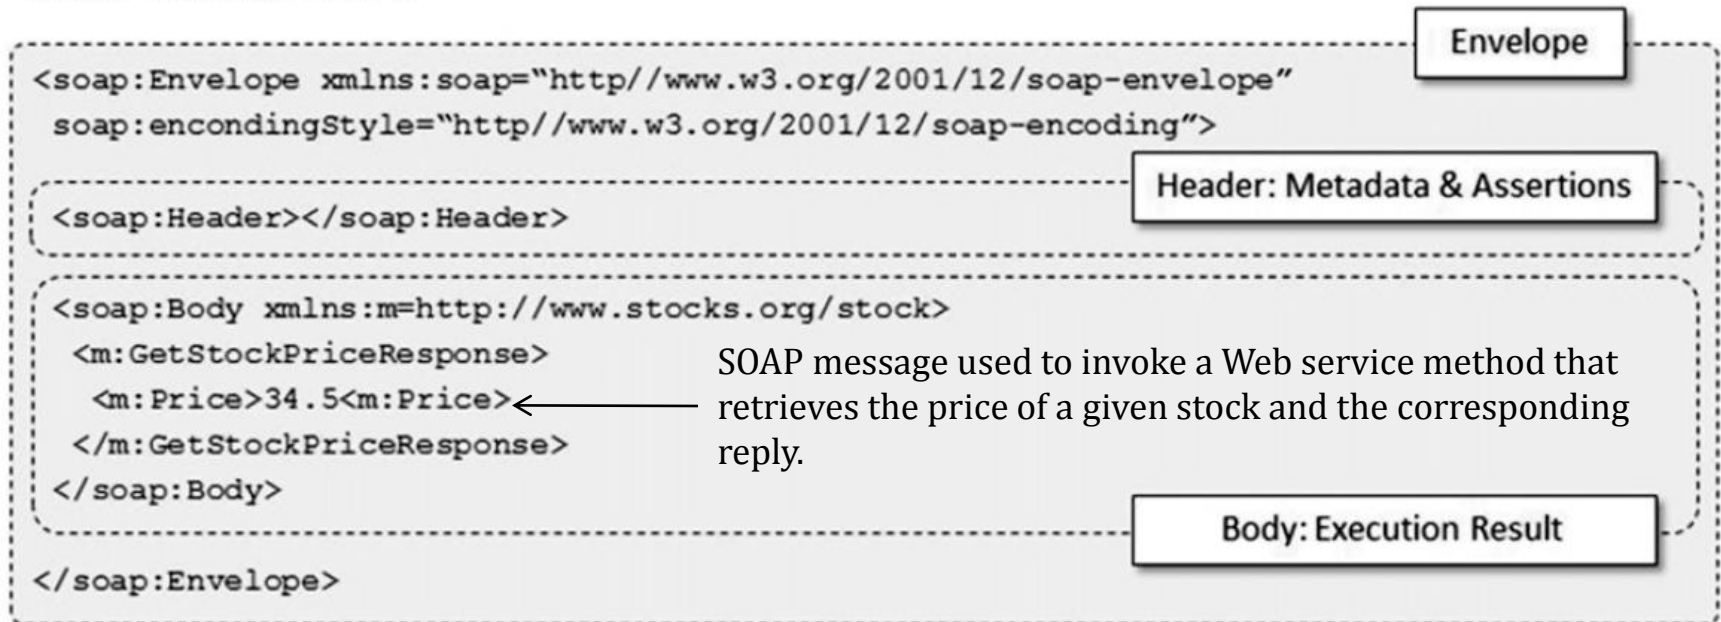 Envelope
<soap:Envelope xmlns:soap=“http//www.w3.org/2001/12/soap-envelope”
soap:encondingStyle=“http//www.w3.org/2001/12/soap-encoding”>
Header: Metadata & Assertions
<soap:Header></soap:Header>
<soap:Body xmlns:m=http://www.stocks.org/stock>
<m:GetStockPriceResponse>
<m:Price>34.5<m:Price>
</m:GetStockPriceResponse>
</soap:Body>
SOAP message used to invoke a Web service method that
retrieves the price of a given stock and the corresponding
reply.
Body: Execution Result
</soap:Envelope>